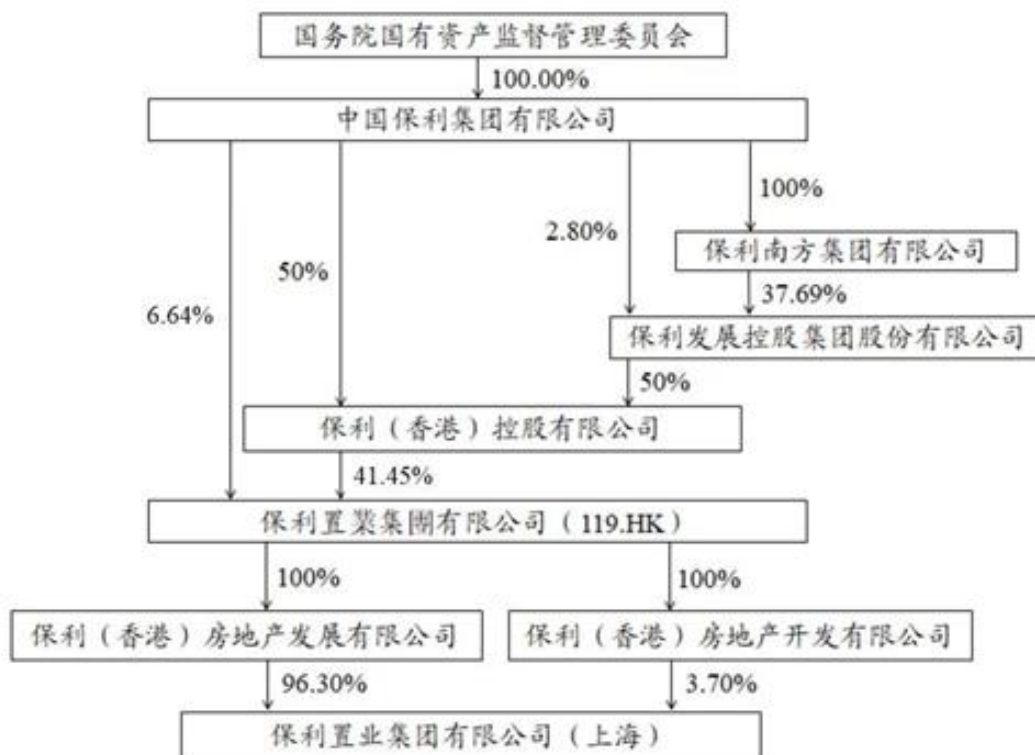 国务院国有资产监督管理委员会
100.00%
中国保利集团有限公司
100%
2.80%
保利南方集团有限公司
50%
37.69%
6.64%
保利发展控股集团股份有限公司
50%
保利（香港）控股有限公司
41.45%
保利置業集團有限公司（119.HK）
100%
100%
保利（香港）房地产发展有限公司
保利（香港）房地产开发有限公司
96.30%
3.70%
保利置业集团有限公司（上海）